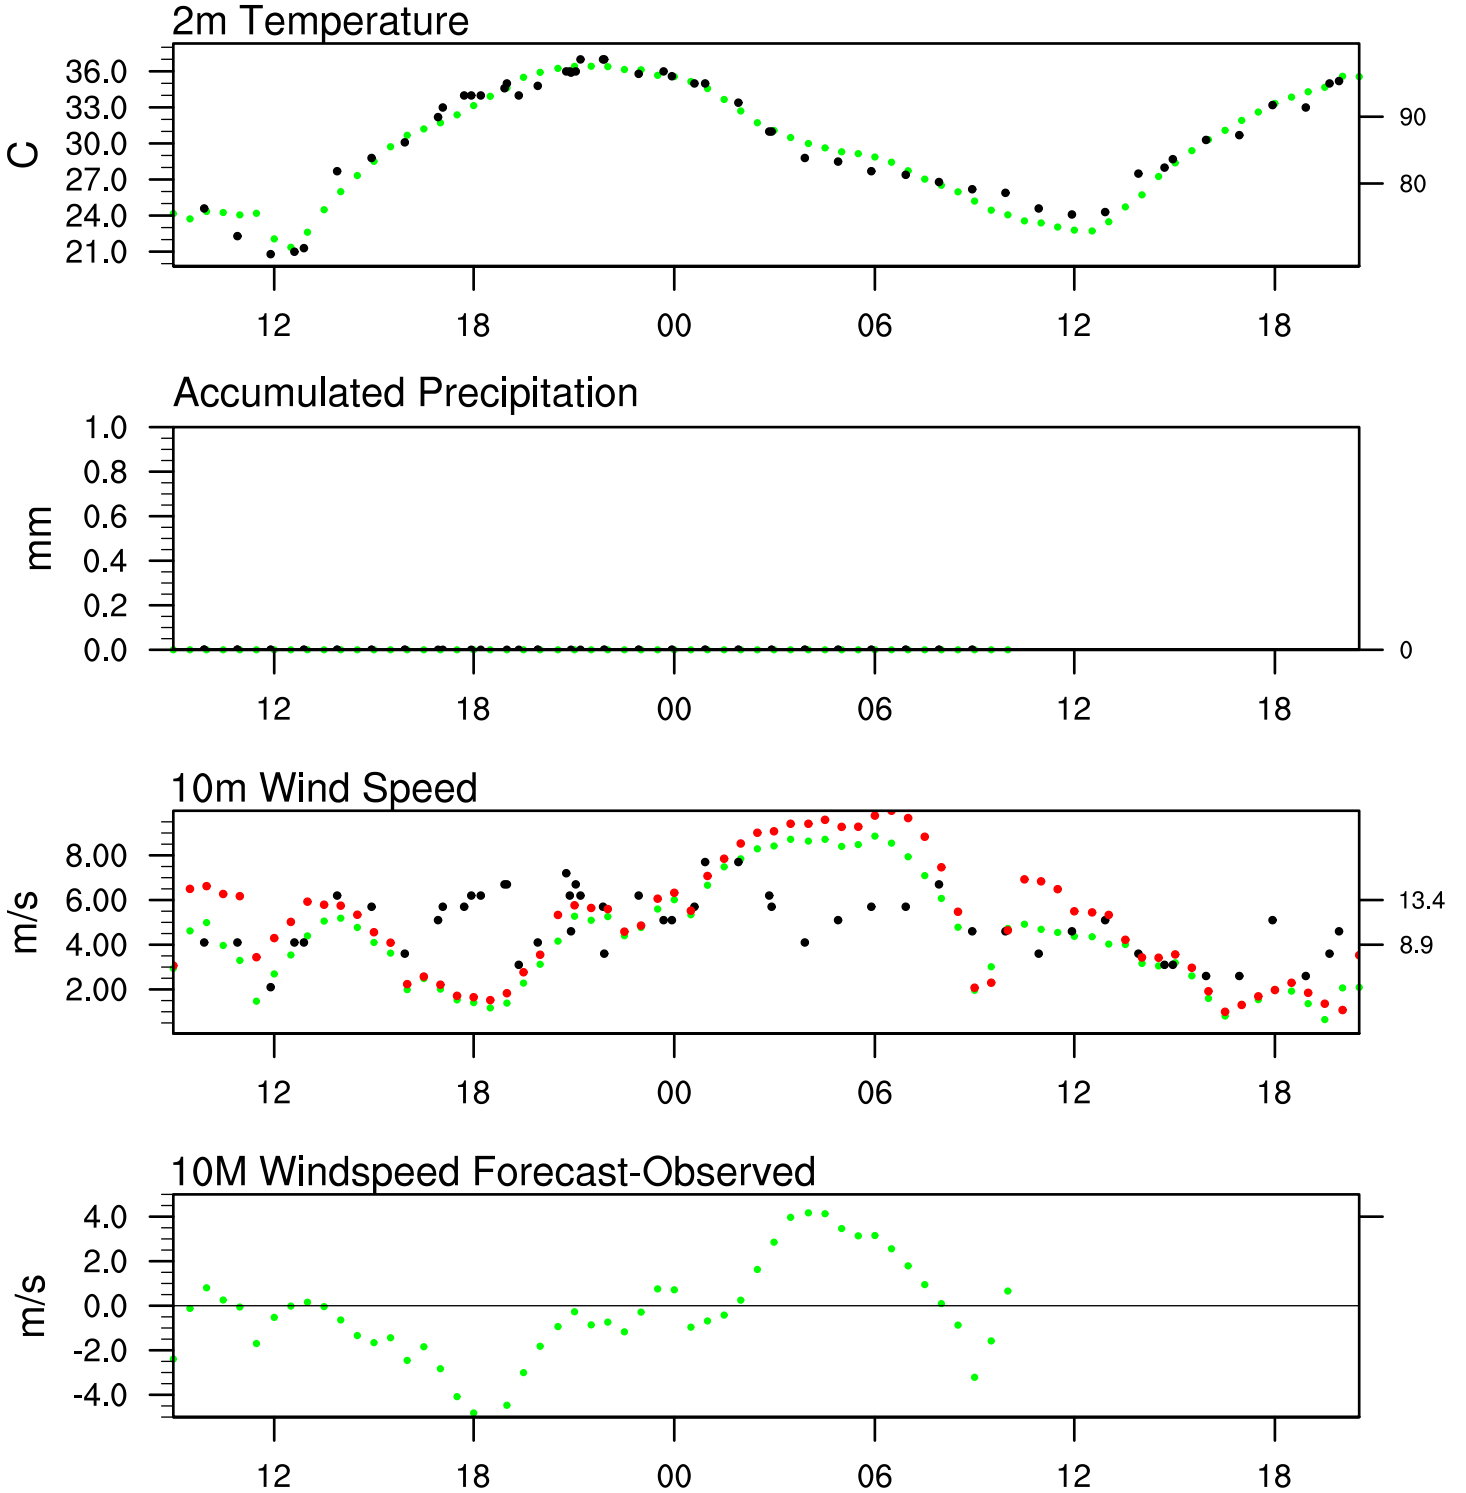 2m Temperature
36.0
33.0
30.0
27.0
24.0
21.0
C
90
80
12 18 00 06 12 18
Accumulated Precipitation
1.0
0.8
0.6
0.4
0.2
0.0
mm
0
12 18 00 06 12 18
10m Wind Speed
8.00
6.00
4.00
2.00
m/s
13.4
8.9
12 18 00 06 12 18
10M Windspeed Forecast-Observed
4.0
2.0
0.0
-2.0
-4.0
m/s
12 18 00 06 12 18